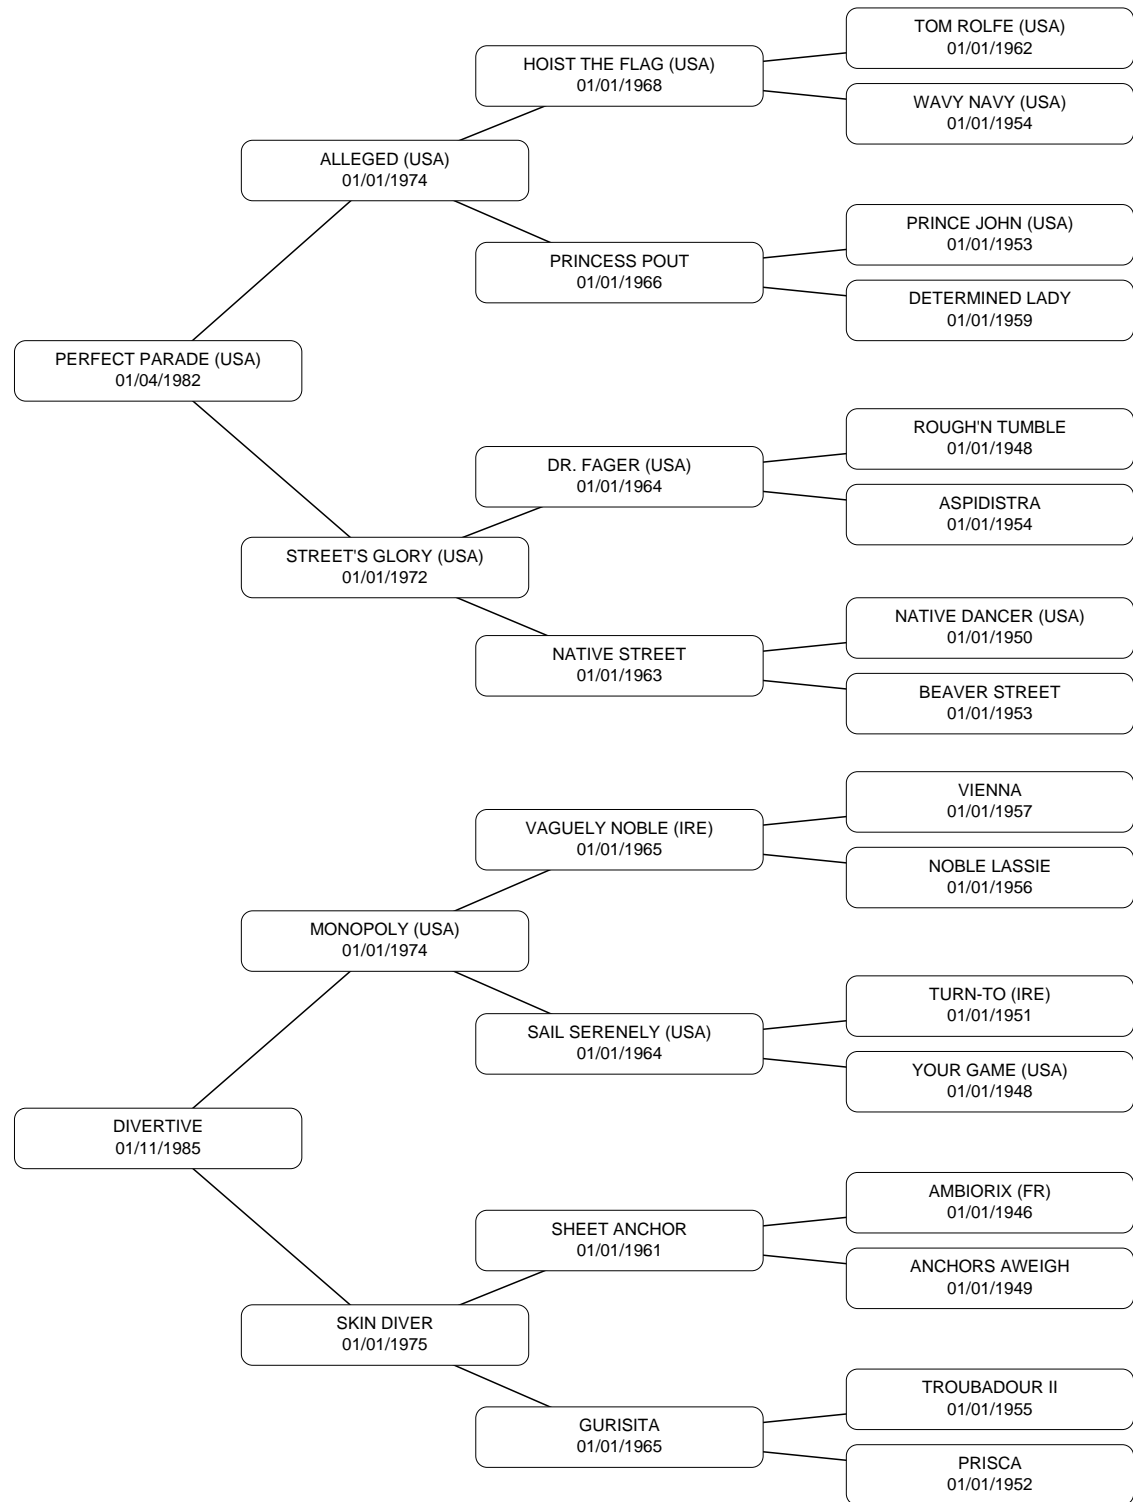 TOM ROLFE (USA)
01/01/1962
HOIST THE FLAG (USA)
01/01/1968
WAVY NAVY (USA)
01/01/1954
ALLEGED (USA)
01/01/1974
PRINCE JOHN (USA)
01/01/1953
PRINCESS POUT
01/01/1966
DETERMINED LADY
01/01/1959
PERFECT PARADE (USA)
01/04/1982
ROUGH'N TUMBLE
01/01/1948
DR. FAGER (USA)
01/01/1964
ASPIDISTRA
01/01/1954
STREET'S GLORY (USA)
01/01/1972
NATIVE DANCER (USA)
01/01/1950
NATIVE STREET
01/01/1963
BEAVER STREET
01/01/1953
VIENNA
01/01/1957
VAGUELY NOBLE (IRE)
01/01/1965
NOBLE LASSIE
01/01/1956
MONOPOLY (USA)
01/01/1974
TURN-TO (IRE)
01/01/1951
SAIL SERENELY (USA)
01/01/1964
YOUR GAME (USA)
01/01/1948
DIVERTIVE
01/11/1985
AMBIORIX (FR)
01/01/1946
SHEET ANCHOR
01/01/1961
ANCHORS AWEIGH
01/01/1949
SKIN DIVER
01/01/1975
TROUBADOUR II
01/01/1955
GURISITA
01/01/1965
PRISCA
01/01/1952